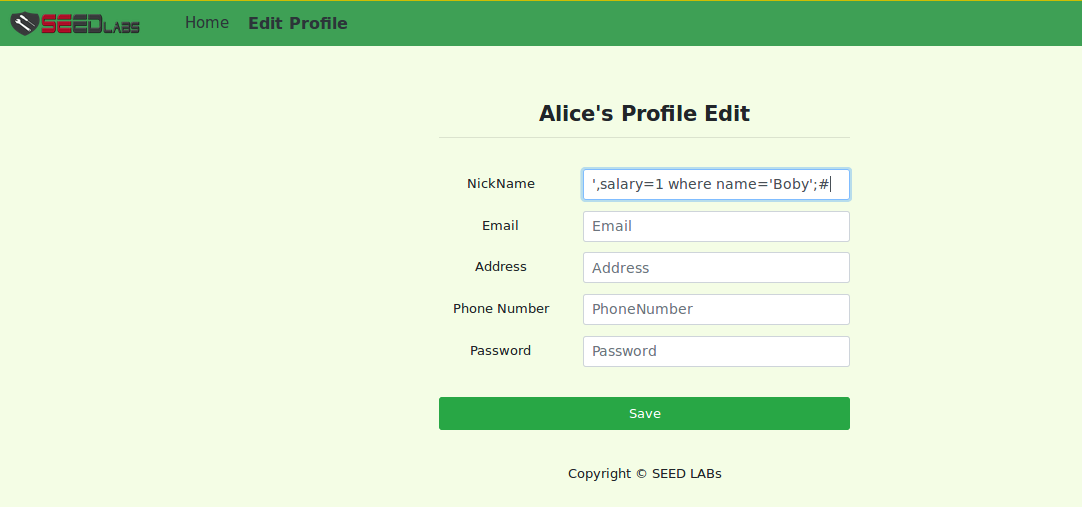 SEEDLABS Home Edit Profile
Alice's Profile Edit
NickName ',salary=1 where name='Boby';#
Email Email
Address Address
Phone Number PhoneNumber
Password Password
Save
Copyright © SEED LABs